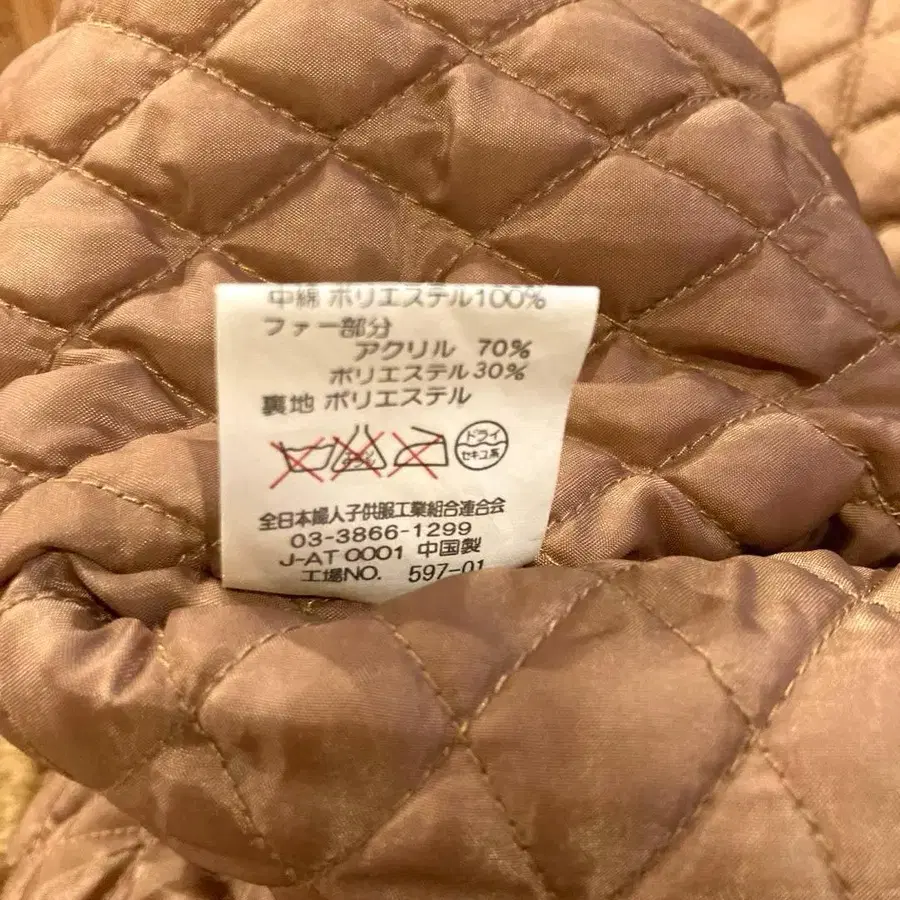 中綿 ポリエステル100%
ファー部分
アクリル 70%
ポリエステル30%
裏地 ポリエステル
ドライ
セキユ系
全日本婦人子供服工業組合連合会
03-3866-1299
J-AT 0001 中国製
工場NO. 597-01